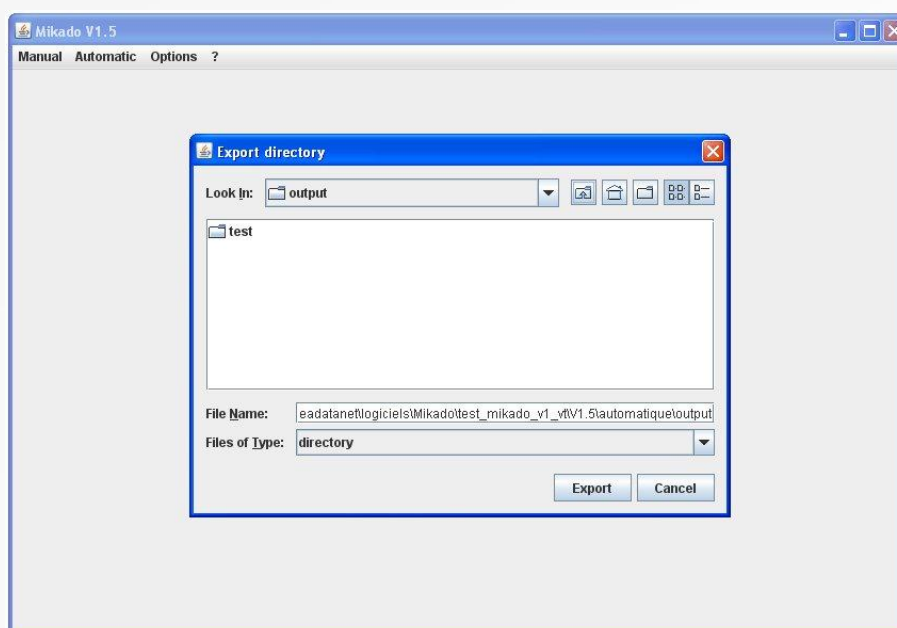 Mikado V1.5
Manual Automatic Options ?
Export directory
Look In: output
test
File Name: eadatanet\logiciels\Mikado\test_mikado_v1_vf\V1.5\automatique\output
Files of Type: directory
Export Cancel